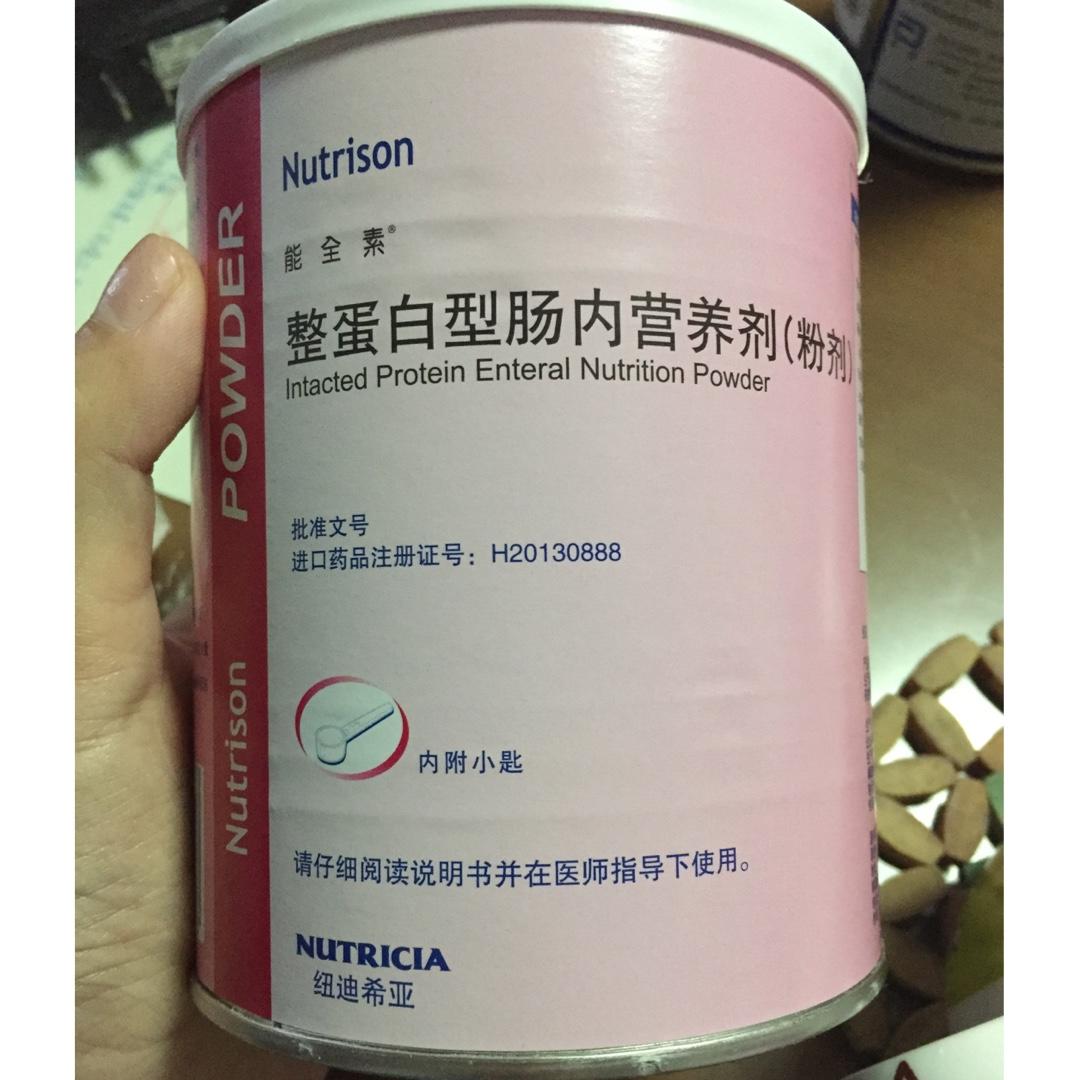 Nutrison
能全素®
整蛋白型肠内营养剂(粉剂)
Intacted Protein Enteral Nutrition Powder
批准文号
进口药品注册证号：H20130888
内附小匙
请仔细阅读说明书并在医师指导下使用。
NUTRICIA
纽迪希亚
Nutrison POWDER